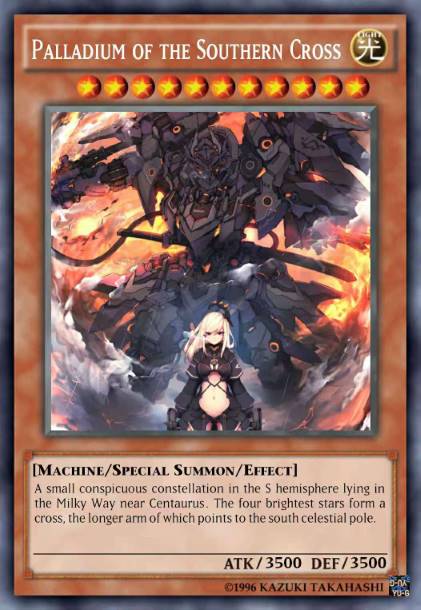 PALLADIUM OF THE SOUTHERN CROSS
LIGHT
光
[MACHINE/SPECIAL SUMMON/EFFECT]
A small conspicuous constellation in the S hemisphere lying in
the Milky Way near Centaurus. The four brightest stars form a
cross, the longer arm of which points to the south celestial pole.
ATK/3500 DEF/3500
©1996 KAZUKI TAKAHASHI